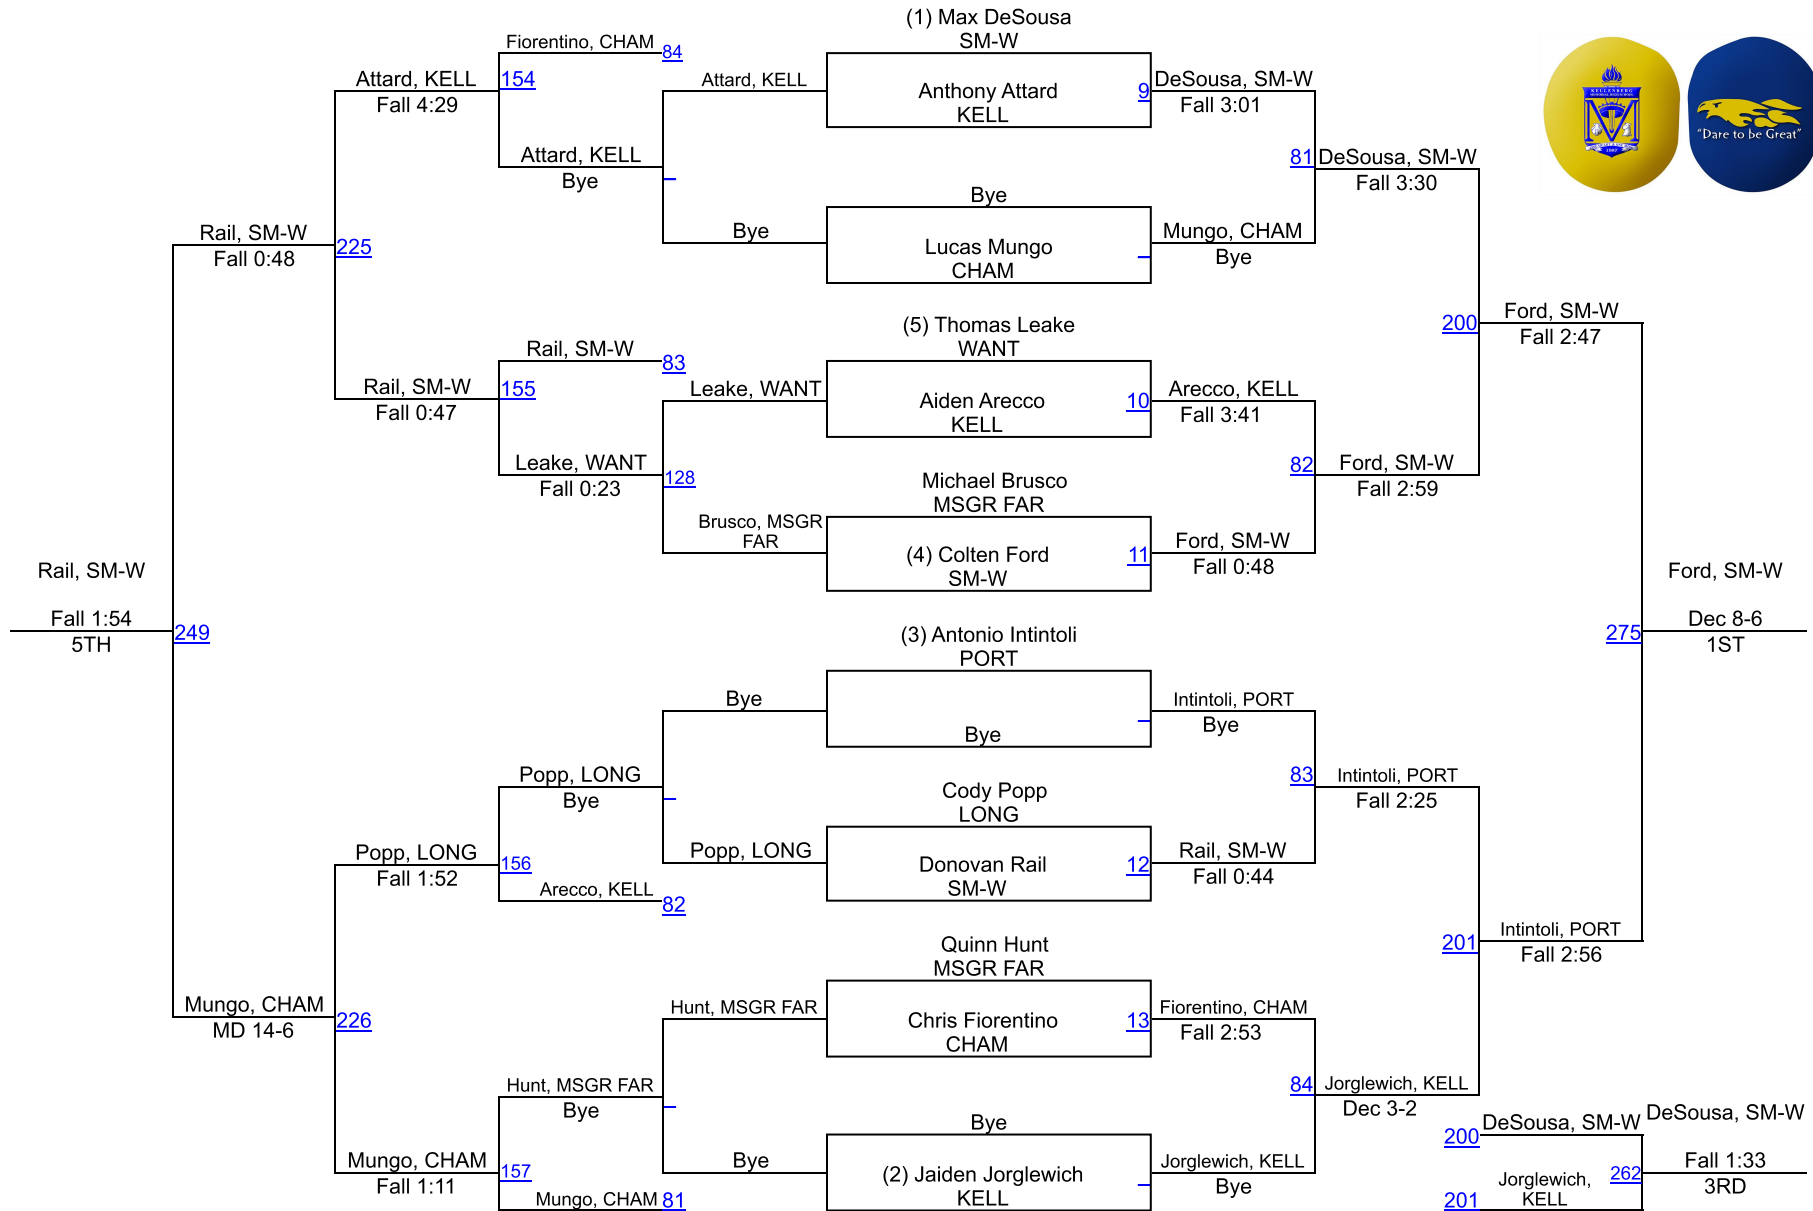 (1) Max DeSousa
SM-W
Fiorentino, CHAM
84
Attard, KELL
154
Attard, KELL
Anthony Attard
9
DeSousa, SM-W
Fall 4:29
KELL
Fall 3:01
KELLENBERG
"Dare to be Great"
Attard, KELL
Bye
81
DeSousa, SM-W
Fall 3:30
Bye
Rail, SM-W
Fall 0:48
225
Bye
Lucas Mungo
CHAM
Mungo, CHAM
Bye
(5) Thomas Leake
WANT
200
Ford, SM-W
Fall 2:47
Rail, SM-W
83
Rail, SM-W
Fall 0:47
155
Leake, WANT
Aiden Arecco
KELL
10
Arecco, KELL
Fall 3:41
Leake, WANT
Fall 0:23
128
Michael Brusco
MSGR FAR
82
Ford, SM-W
Fall 2:59
Brusco, MSGR
FAR
(4) Colten Ford
SM-W
11
Ford, SM-W
Fall 0:48
Rail, SM-W
Fall 1:54
5TH
249
Ford, SM-W
275
Dec 8-6
1ST
(3) Antonio Intintoli
PORT
Bye
Bye
Intintoli, PORT
Bye
Popp, LONG
Bye
Cody Popp
LONG
83
Intintoli, PORT
Fall 2:25
Popp, LONG
Fall 1:52
156
Popp, LONG
Donovan Rail
SM-W
12
Rail, SM-W
Fall 0:44
Arecco, KELL
82
Quinn Hunt
MSGR FAR
201
Intintoli, PORT
Fall 2:56
Mungo, CHAM
MD 14-6
226
Hunt, MSGR FAR
Chris Fiorentino
CHAM
13
Fiorentino, CHAM
Fall 2:53
Hunt, MSGR FAR
Bye
84
Jorglewich, KELL
Dec 3-2
Bye
200
DeSousa, SM-W
DeSousa, SM-W
Mungo, CHAM
Fall 1:11
157
Bye
(2) Jaiden Jorglewich
KELL
Jorglewich, KELL
Bye
Mungo, CHAM
81
201
Jorglewich,
KELL
262
Fall 1:33
3RD